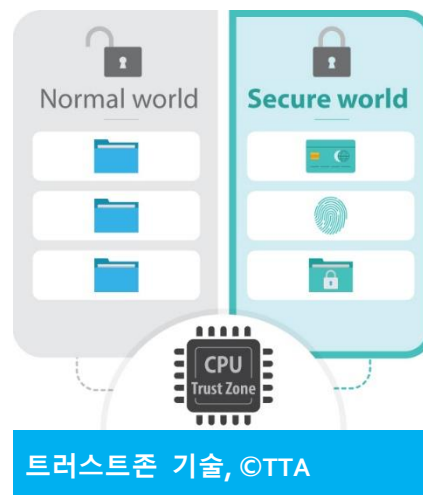 Normal world
Secure world
CPU
Trust Zone
트러스트존 기술, ©TTA